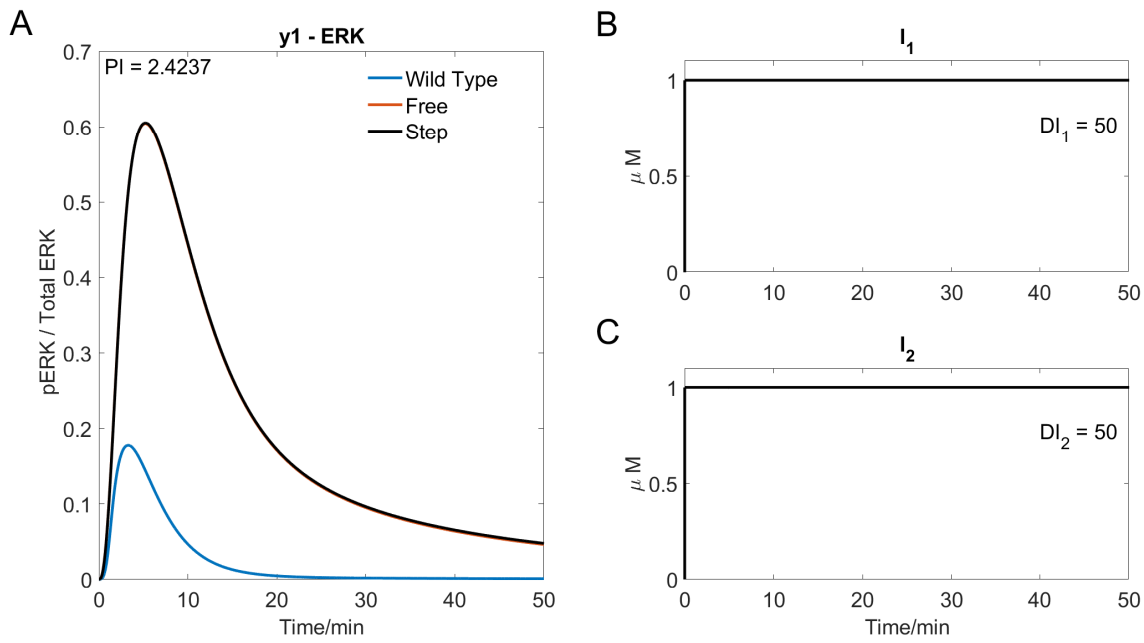 A
y1 - ERK
PI = 2.4237
Wild Type
Free
Step
0.7
0.6
0.5
0.4
0.3
0.2
0.1
0
pERK / Total ERK
0 10 20 30 40 50
Time/min
B
I1
1
0.5
0
μ M
DI1 = 50
0 10 20 30 40 50
C
I2
1
0.5
0
μ M
DI2 = 50
0 10 20 30 40 50
Time/min